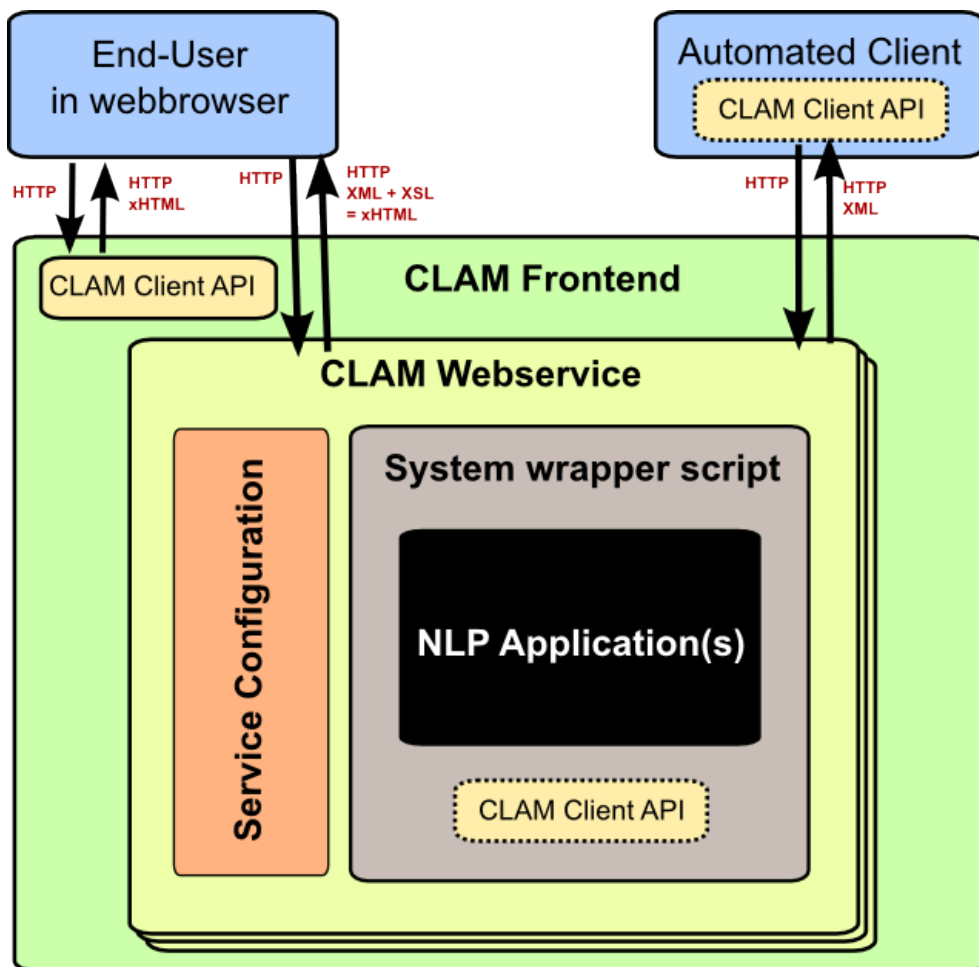 End-User
in webbrowser
Automated Client
CLAM Client API
HTTP
HTTP
xHTML
HTTP
HTTP
XML + XSL
= xHTML
HTTP
HTTP
XML
CLAM Client API
CLAM Frontend
CLAM Webservice
Service Configuration
System wrapper script
NLP Application(s)
CLAM Client API